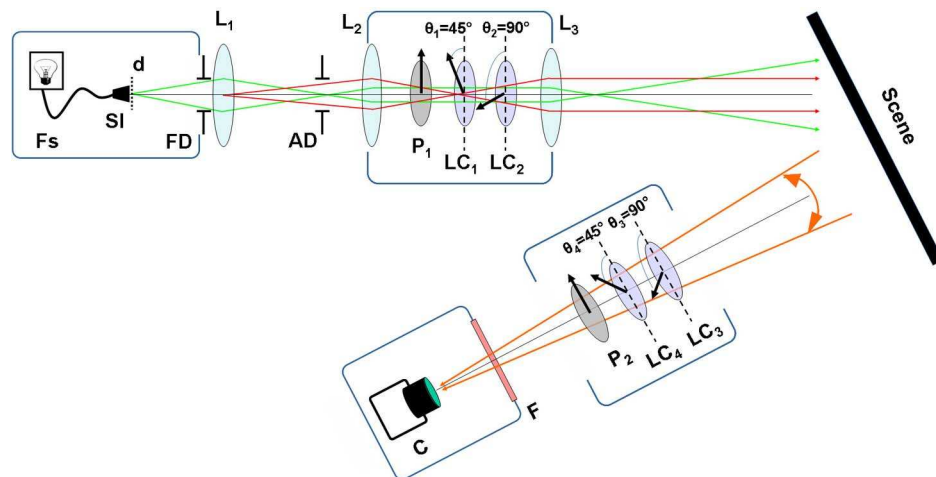 L1
L2
θ1=45°
θ2=90°
L3
d
Fs
SI
FD
AD
P1
LC1
LC2
Scene
θ4=45°
θ3=90°
P2
LC4
LC3
F
C